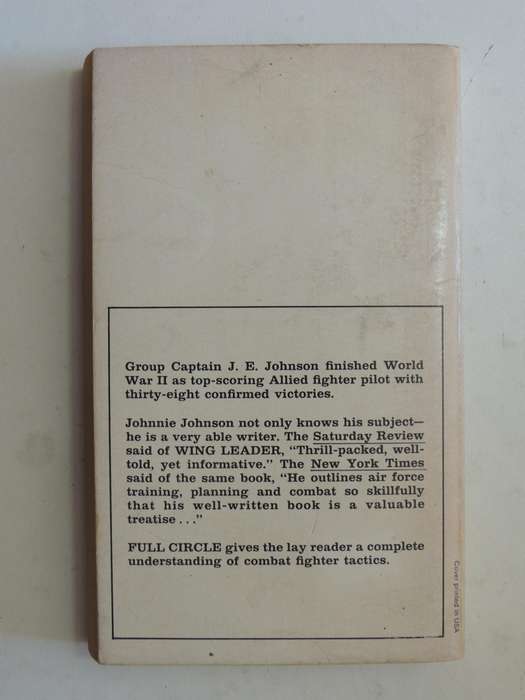 Group Captain J. E. Johnson finished World
War II as top-scoring Allied fighter pilot with
thirty-eight confirmed victories.
Johnnie Johnson not only knows his subject—
he is a very able writer. The Saturday Review
said of WING LEADER, “Thrill-packed, well-
told, yet informative.” The New York Times
said of the same book, “He outlines air force
training, planning and combat so skillfully
that his well-written book is a valuable
treatise . . .”
FULL CIRCLE gives the lay reader a complete
understanding of combat fighter tactics.
Cover printed in USA